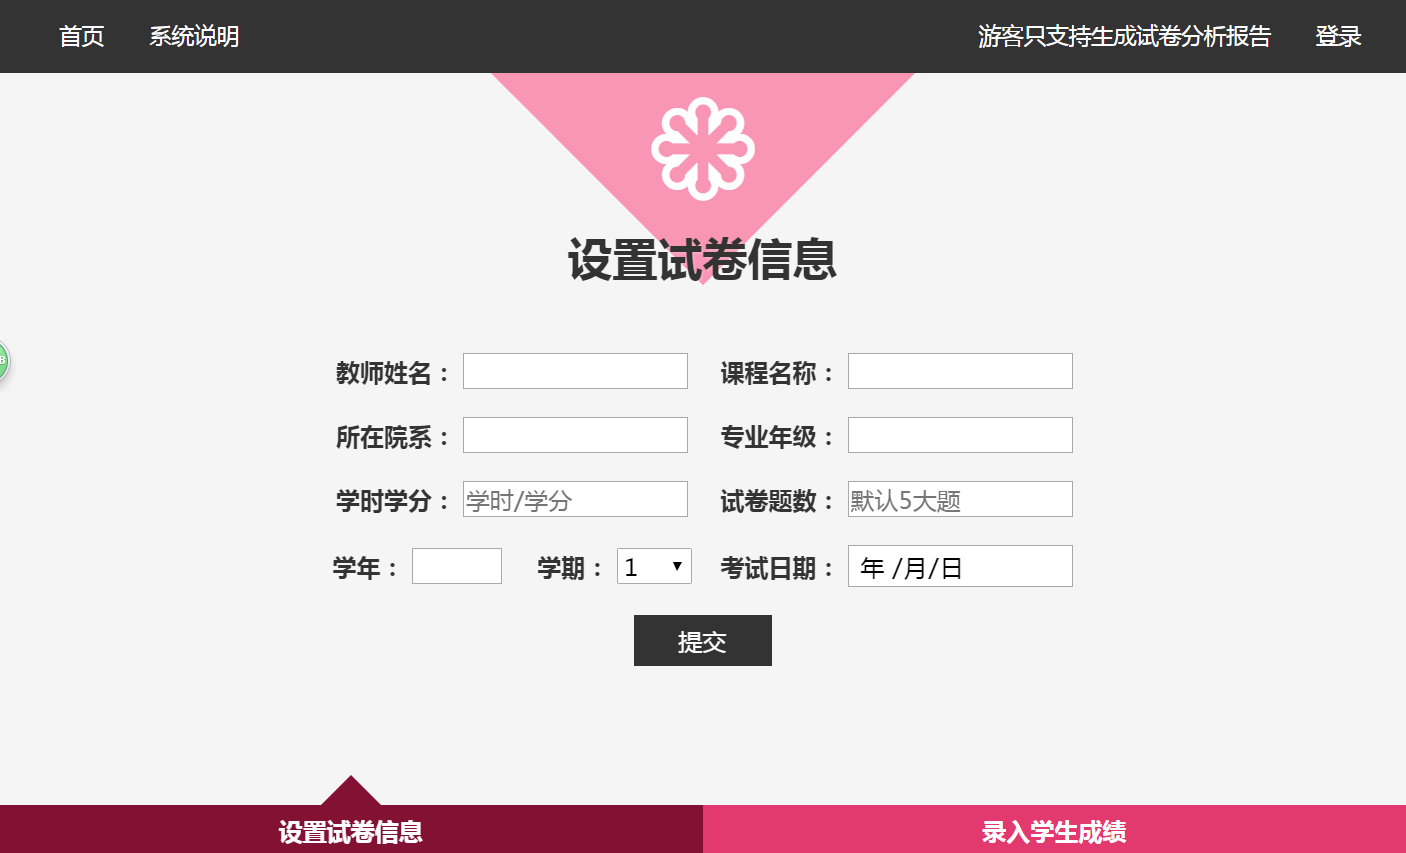 首页 系统说明 游客只支持生成试卷分析报告 登录
设置试卷信息
教师姓名： 课程名称：
所在院系： 专业年级：
学时学分： 学时/学分 试卷题数： 默认5大题
学年： 学期： 1 考试日期： 年 /月/日
提交
设置试卷信息 录入学生成绩